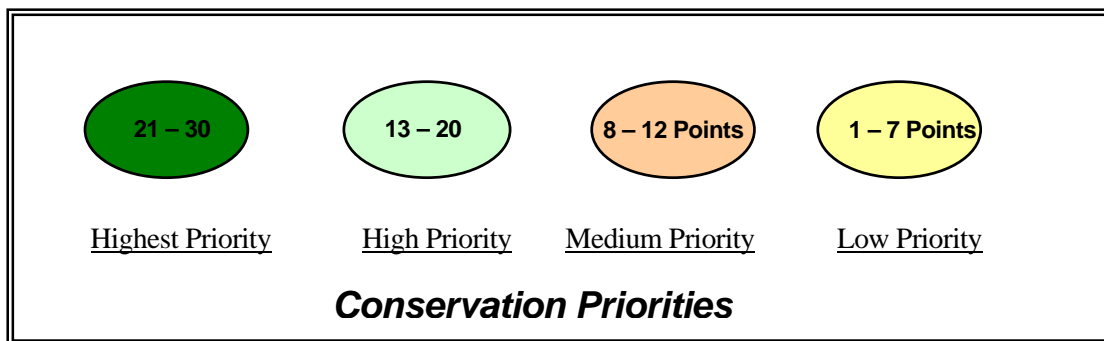 21 – 30 13 – 20 8 – 12 Points 1 – 7 Points
Highest Priority High Priority Medium Priority Low Priority
Conservation Priorities